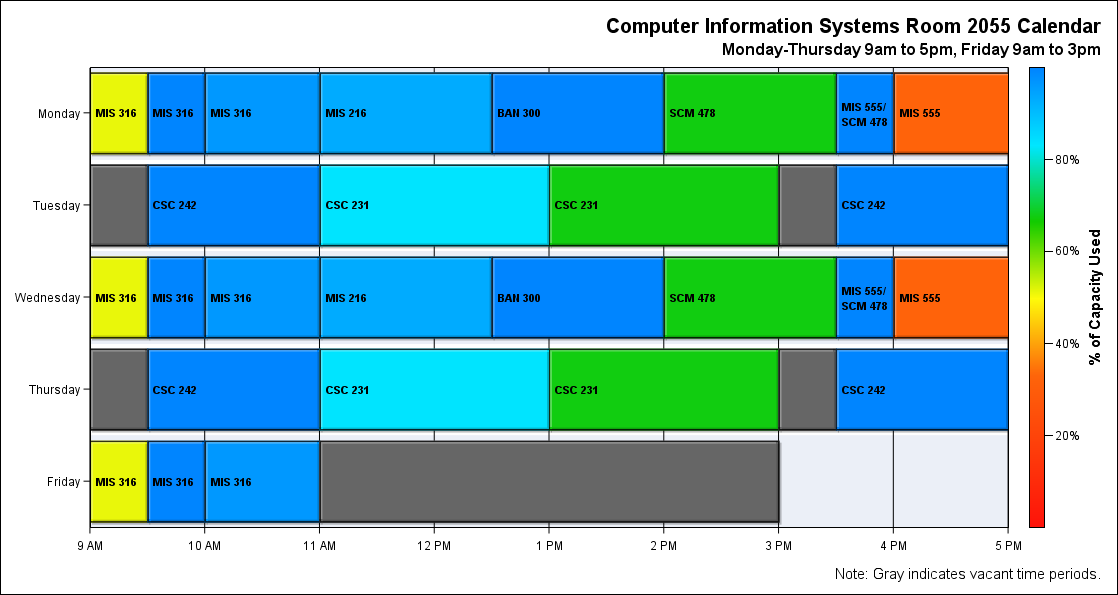 Computer Information Systems Room 2055 Calendar
Monday-Thursday 9am to 5pm, Friday 9am to 3pm
Monday
MIS 316
MIS 316
MIS 316
MIS 216
BAN 300
SCM 478
MIS 555/
SCM 478
MIS 555
Tuesday
CSC 242
CSC 231
CSC 231
CSC 242
Wednesday
MIS 316
MIS 316
MIS 316
MIS 216
BAN 300
SCM 478
MIS 555/
SCM 478
MIS 555
Thursday
CSC 242
CSC 231
CSC 231
CSC 242
Friday
MIS 316
MIS 316
MIS 316
9 AM
10 AM
11 AM
12 PM
1 PM
2 PM
3 PM
4 PM
5 PM
80%
60%
40%
20%
% of Capacity Used
Note: Gray indicates vacant time periods.